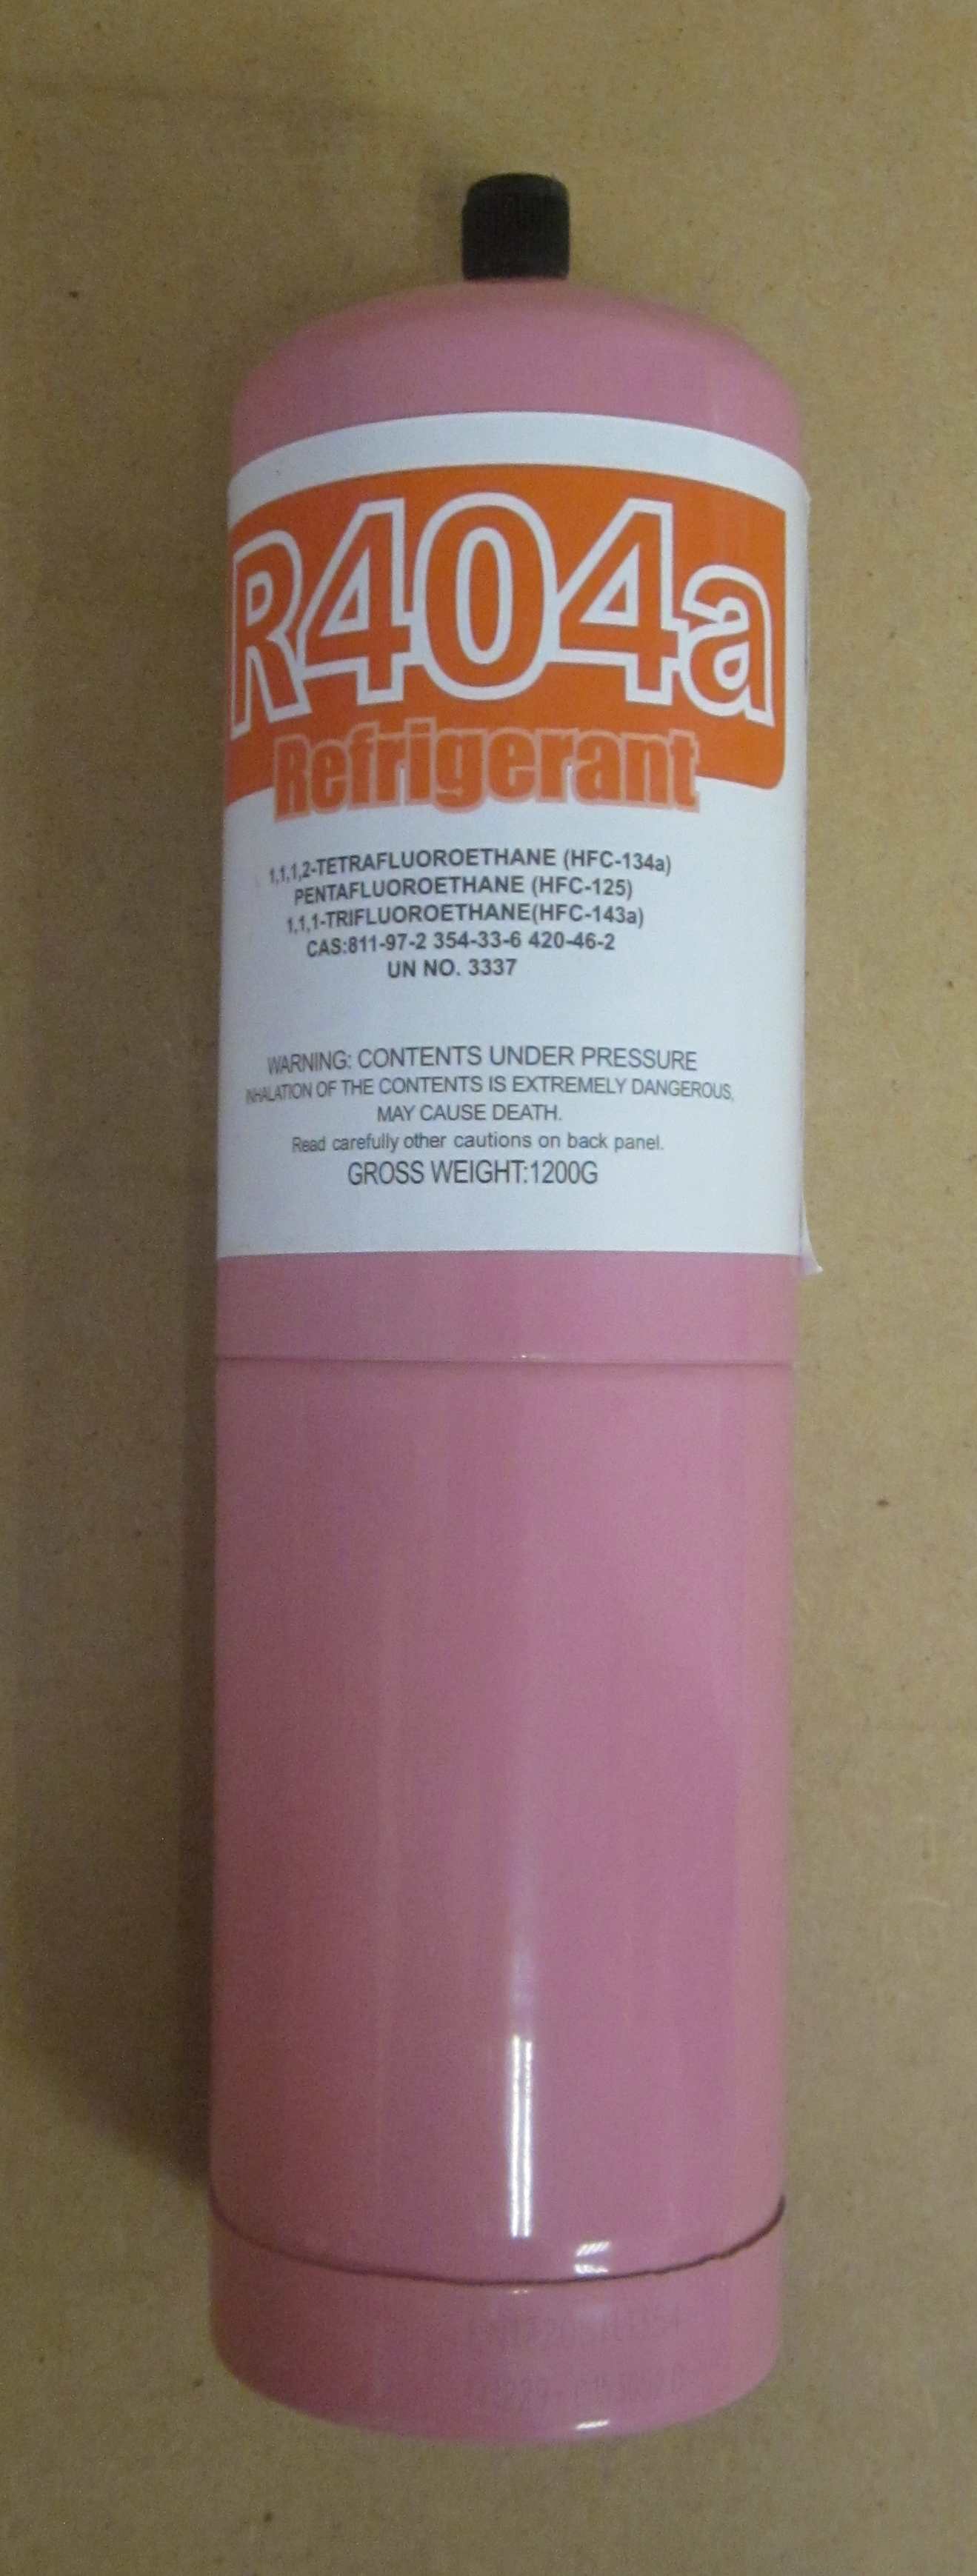 R404a
Refrigerant
1,1,1,2-TETRAFLUOROETHANE (HFC-134a)
PENTAFLUOROETHANE (HFC-125)
1,1,1-TRIFLUOROETHANE(HFC-143a)
CAS:811-97-2 354-33-6 420-46-2
UN NO. 3337
WARNING: CONTENTS UNDER PRESSURE
INHALATION OF THE CONTENTS IS EXTREMELY DANGEROUS,
MAY CAUSE DEATH.
Read carefully other cautions on back panel.
GROSS WEIGHT:1200G